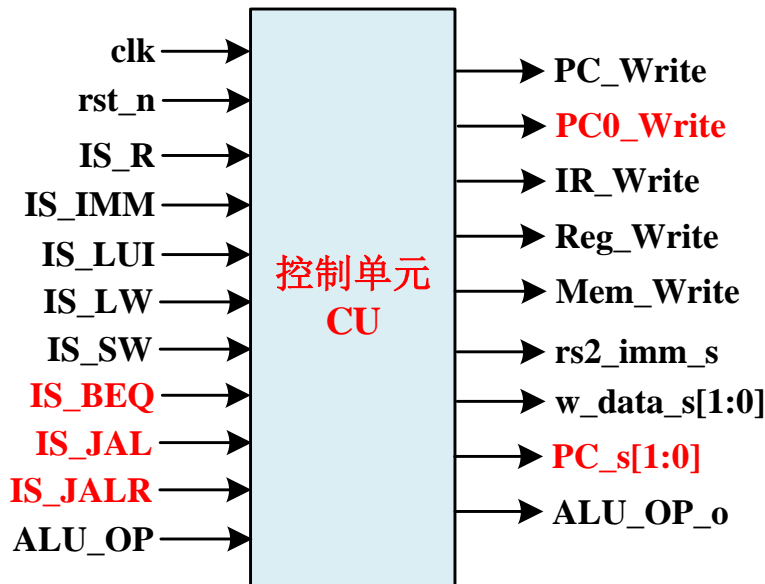 clk
rst_n
IS_R
IS_IMM
IS_LUI
IS_LW
IS_SW
IS_BEQ
IS_JAL
IS_JALR
ALU_OP
控制单元
CU
PC_Write
PC0_Write
IR_Write
Reg_Write
Mem_Write
rs2_imm_s
w_data_s[1:0]
PC_s[1:0]
ALU_OP_o